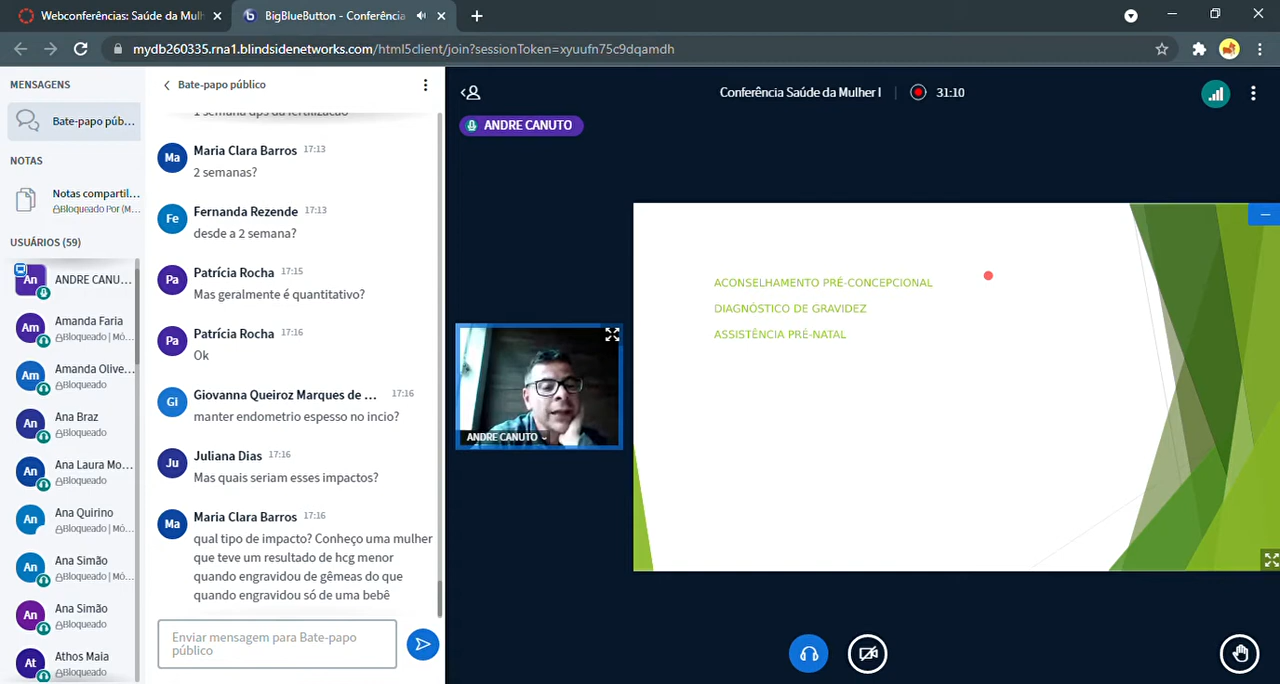 Webconferências: Saúde da Mulh
BigBlueButton - Conferência
mydb260335.rna1.blindsidenetworks.com/html5client/join?sessionToken=xyuufn75c9dqamdh
MENSAGENS
Bate-papo púb...
NOTAS
Notas compartil...
Bloqueado Por (M...
USUÁRIOS (59)
An
ANDRE CANU...
Am
Amanda Faria
Bloqueado | Mó...
Am
Amanda Olive...
Bloqueado
An
Ana Braz
Bloqueado
An
Ana Laura Mo...
Bloqueado
An
Ana Quirino
Bloqueado | Mó...
An
Ana Simão
Bloqueado | Mó...
An
Ana Simão
Bloqueado
At
Athos Maia
Bloqueado
Bate-papo público
1 semana dps da fertilizacao
Ma
Maria Clara Barros 17:13
2 semanas?
Fe
Fernanda Rezende 17:13
desde a 2 semana?
Pa
Patrícia Rocha 17:15
Mas geralmente é quantitativo?
Pa
Patrícia Rocha 17:16
Ok
Gi
Giovanna Queiroz Marques de ... 17:16
manter endometrio espesso no incio?
Ju
Juliana Dias 17:16
Mas quais seriam esses impactos?
Ma
Maria Clara Barros 17:16
qual tipo de impacto? Conheço uma mulher
que teve um resultado de hcg menor
quando engravidou de gêmeas do que
quando engravidou só de uma bebê
Enviar mensagem para Bate-papo
público
Conferência Saúde da Mulher I
31:10
ANDRE CANUTO
ANDRE CANUTO
ACONSELHAMENTO PRÉ-CONCEPCIONAL
DIAGNÓSTICO DE GRAVIDEZ
ASSISTÊNCIA PRÉ-NATAL